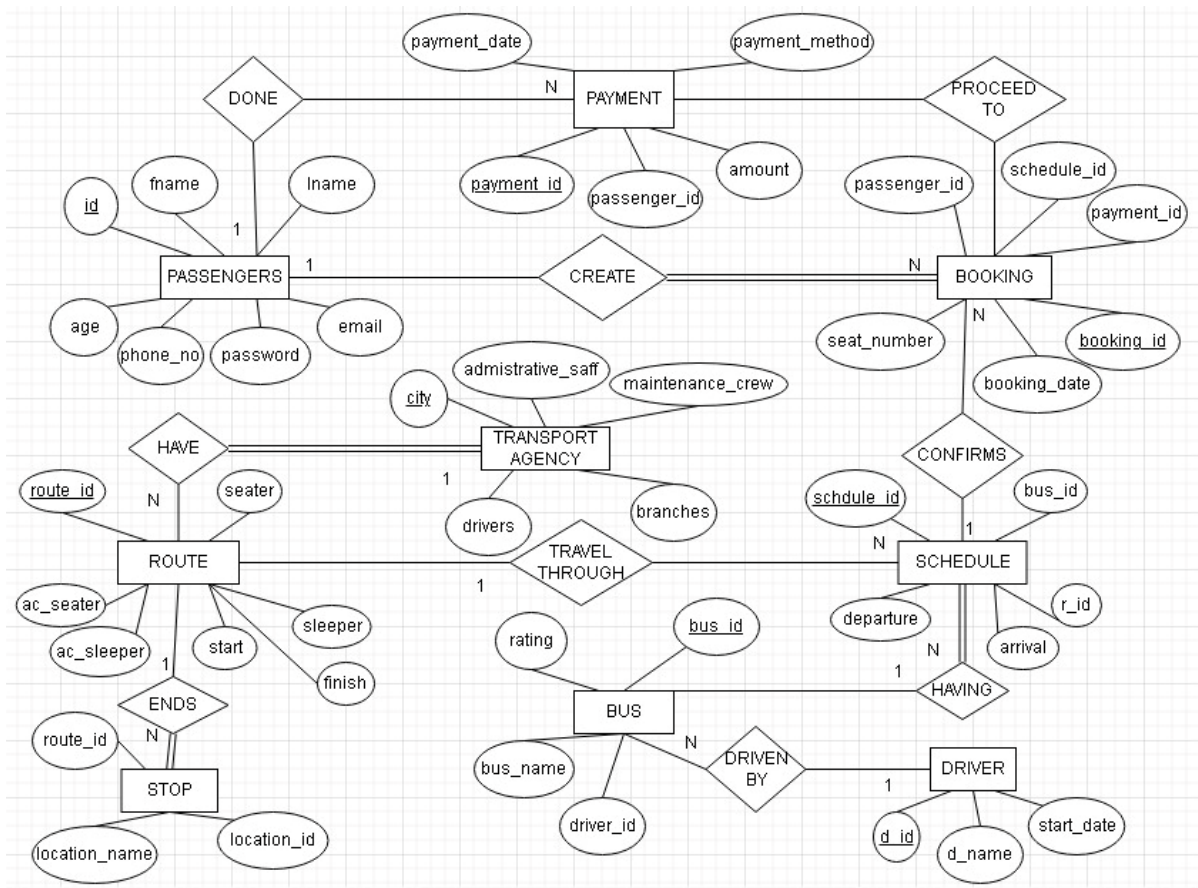 payment_date
payment_method
DONE
N
PAYMENT
PROCEED
TO
payment_id
passenger_id
amount
id
fname
lname
passenger_id
schedule_id
payment_id
1
PASSENGERS
1
CREATE
N
BOOKING
N
age
phone_no
password
email
seat_number
booking_date
booking_id
city
admistrative_saff
maintenance_crew
HAVE
TRANSPORT
AGENCY
1
N
drivers
branches
CONFIRMS
route_id
seater
schdule_id
bus_id
1
ROUTE
TRAVEL
THROUGH
1
N
SCHEDULE
ac_seater
ac_sleeper
start
sleeper
finish
departure
arrival
r_id
N
1
ENDS
N
rating
bus_id
1
HAVING
BUS
route_id
STOP
location_name
location_id
bus_name
driver_id
N
DRIVEN
BY
1
DRIVER
d_id
d_name
start_date